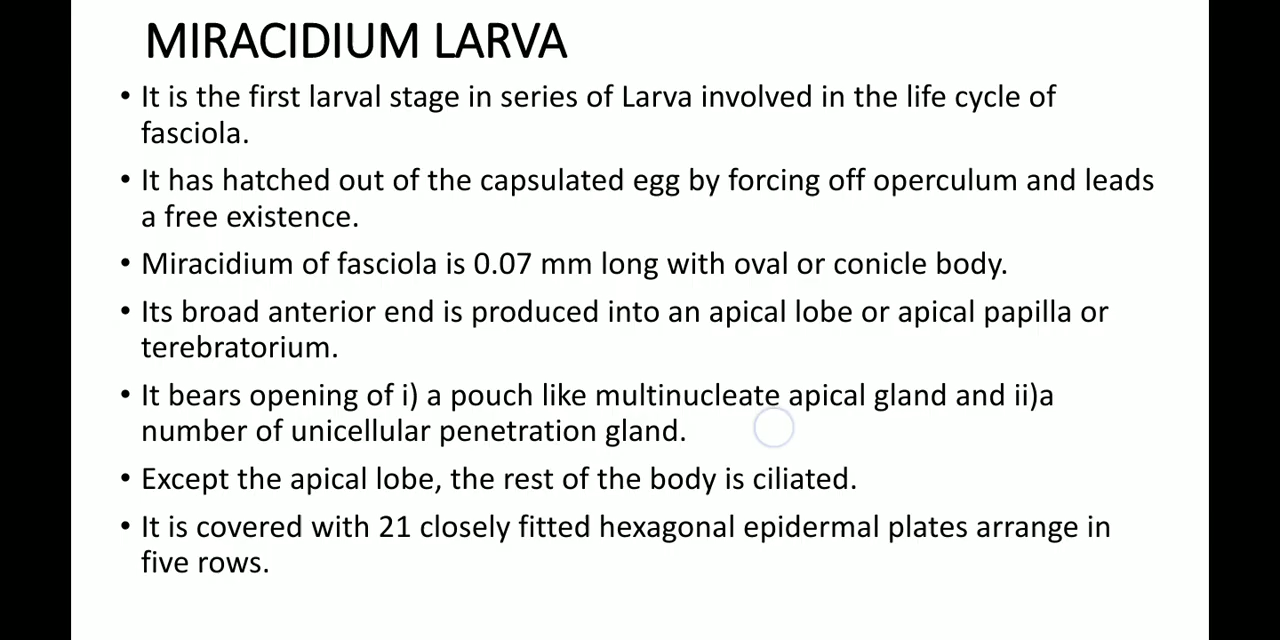 MIRACIDIUM LARVA
• It is the first larval stage in series of Larva involved in the life cycle of
fasciola.
• It has hatched out of the capsulated egg by forcing off operculum and leads
a free existence.
• Miracidium of fasciola is 0.07 mm long with oval or conicle body.
• Its broad anterior end is produced into an apical lobe or apical papilla or
terebratorium.
• It bears opening of i) a pouch like multinucleate apical gland and ii)a
number of unicellular penetration gland.
• Except the apical lobe, the rest of the body is ciliated.
• It is covered with 21 closely fitted hexagonal epidermal plates arrange in
five rows.